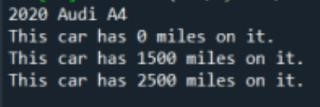 2020 Audi A4
This car has 0 miles on it.
This car has 1500 miles on it.
This car has 2500 miles on it.